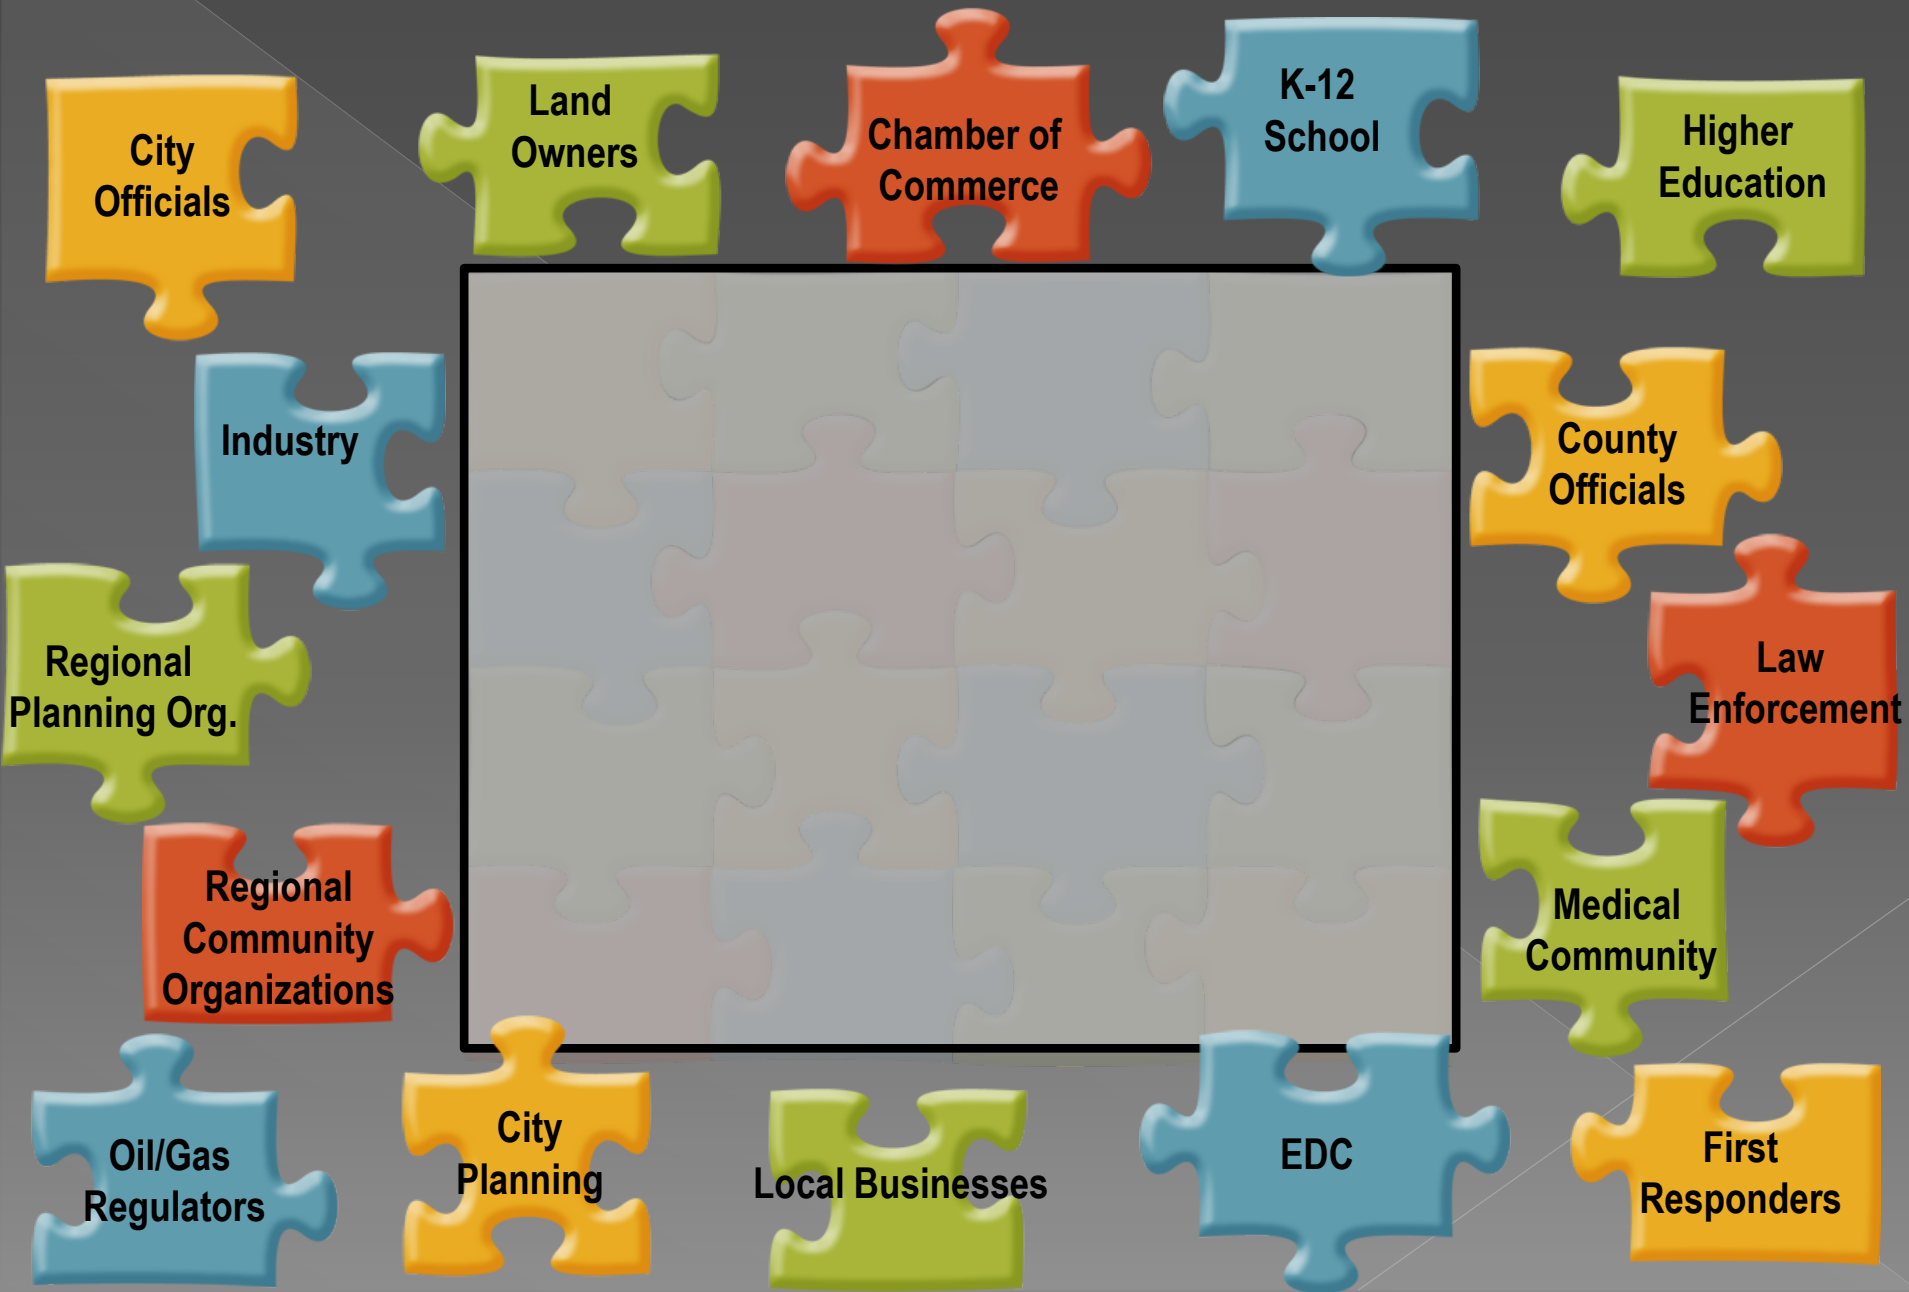 City
Officials
Land
Owners
Chamber of
Commerce
K-12
School
Higher
Education
Industry
County
Officials
Regional
Planning Org.
Law
Enforcement
Regional
Community
Organizations
Medical
Community
Oil/Gas
Regulators
City
Planning
Local Businesses
EDC
First
Responders